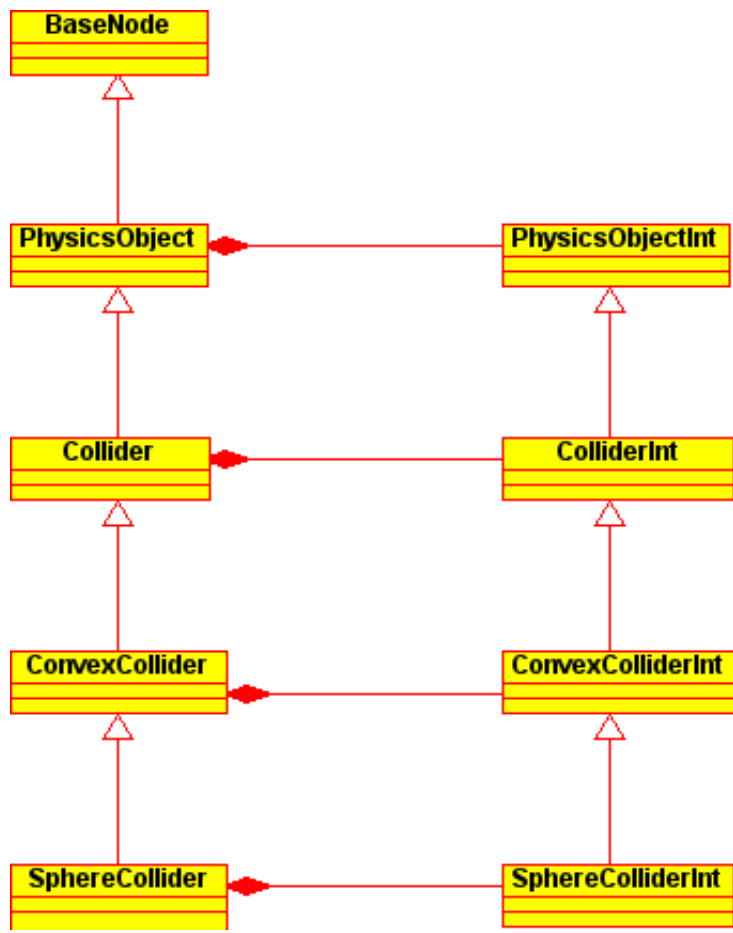 BaseNode
PhysicsObject
PhysicsObjectInt
Collider
ColliderInt
ConvexCollider
ConvexColliderInt
SphereCollider
SphereColliderInt